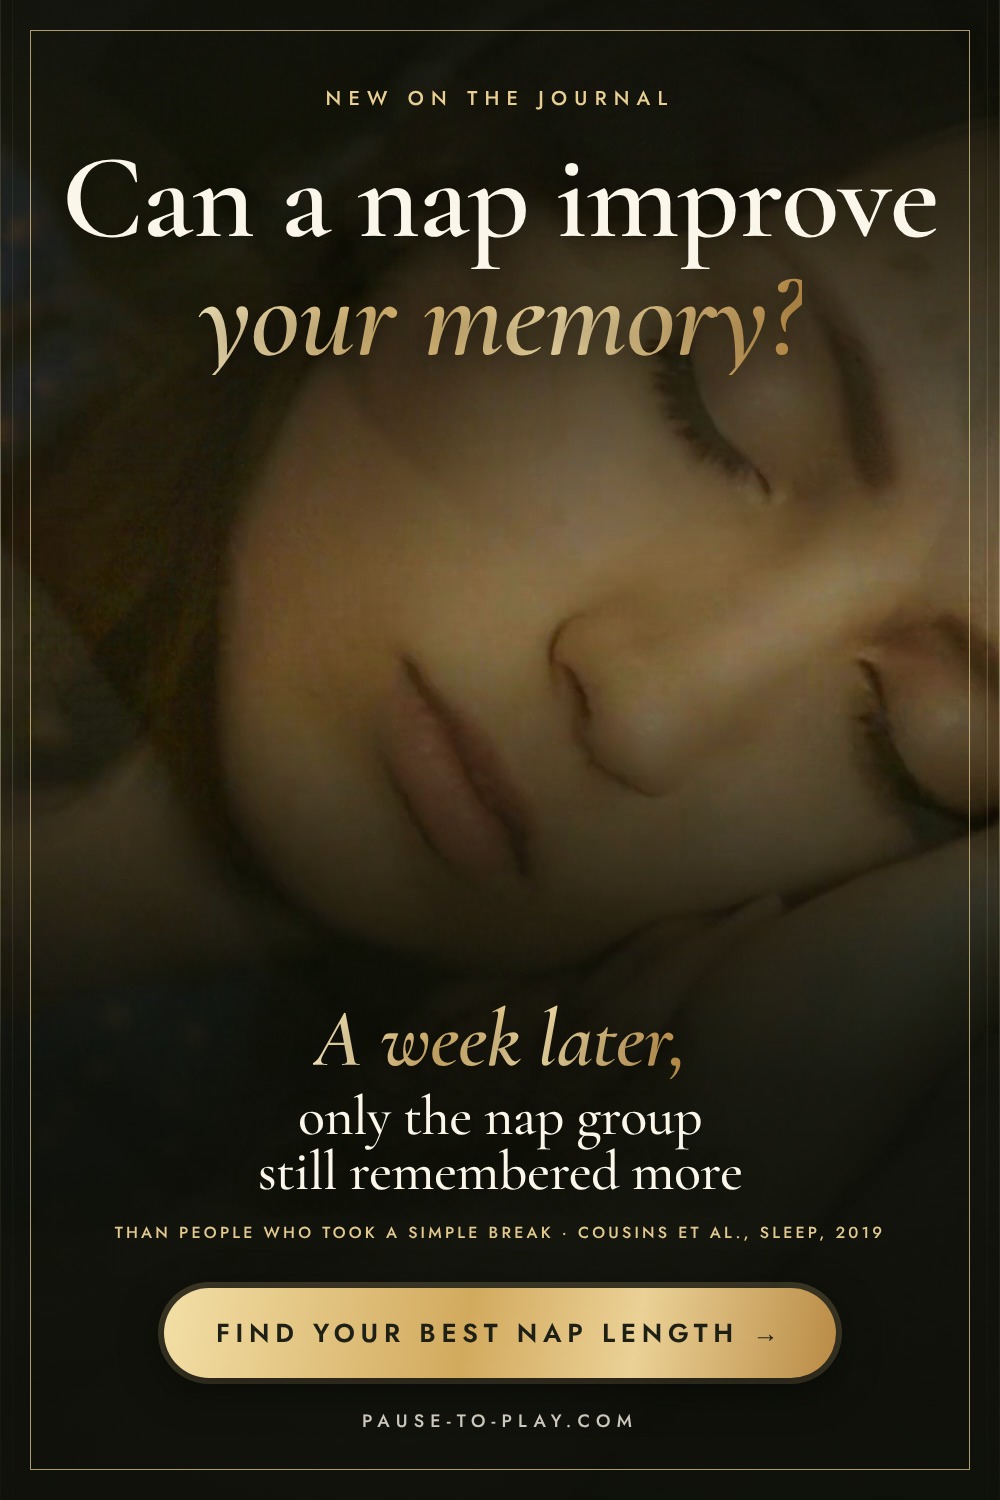 NEW ON THE JOURNAL
Can a nap improve
your memory?
A week later,
only the nap group
still remembered more
THAN PEOPLE WHO TOOK A SIMPLE BREAK · COUSINS ET AL., SLEEP, 2019
FIND YOUR BEST NAP LENGTH →
PAUSE-TO-PLAY.COM